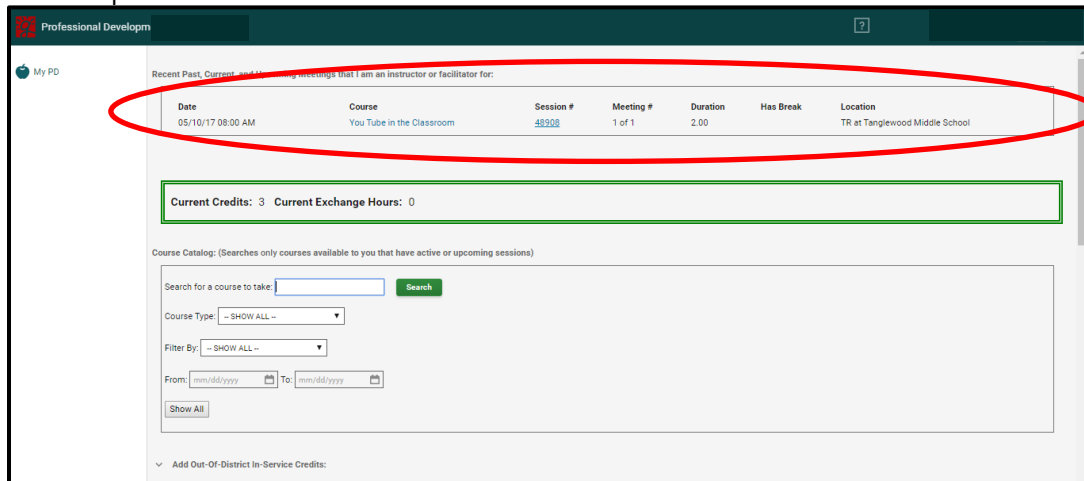 Professional Developm
?
My PD
Recent Past, Current, and Upcoming meetings that I am an instructor or facilitator for:
Date Course Session # Meeting # Duration Has Break Location
05/10/17 08:00 AM You Tube in the Classroom 48908 1 of 1 2.00 TR at Tanglewood Middle School
Current Credits: 3 Current Exchange Hours: 0
Course Catalog: (Searches only courses available to you that have active or upcoming sessions)
Search for a course to take: Search
Course Type: -- SHOW ALL --
Filter By: -- SHOW ALL --
From: mm/dd/yyyy To: mm/dd/yyyy
Show All
Add Out-Of-District In-Service Credits: